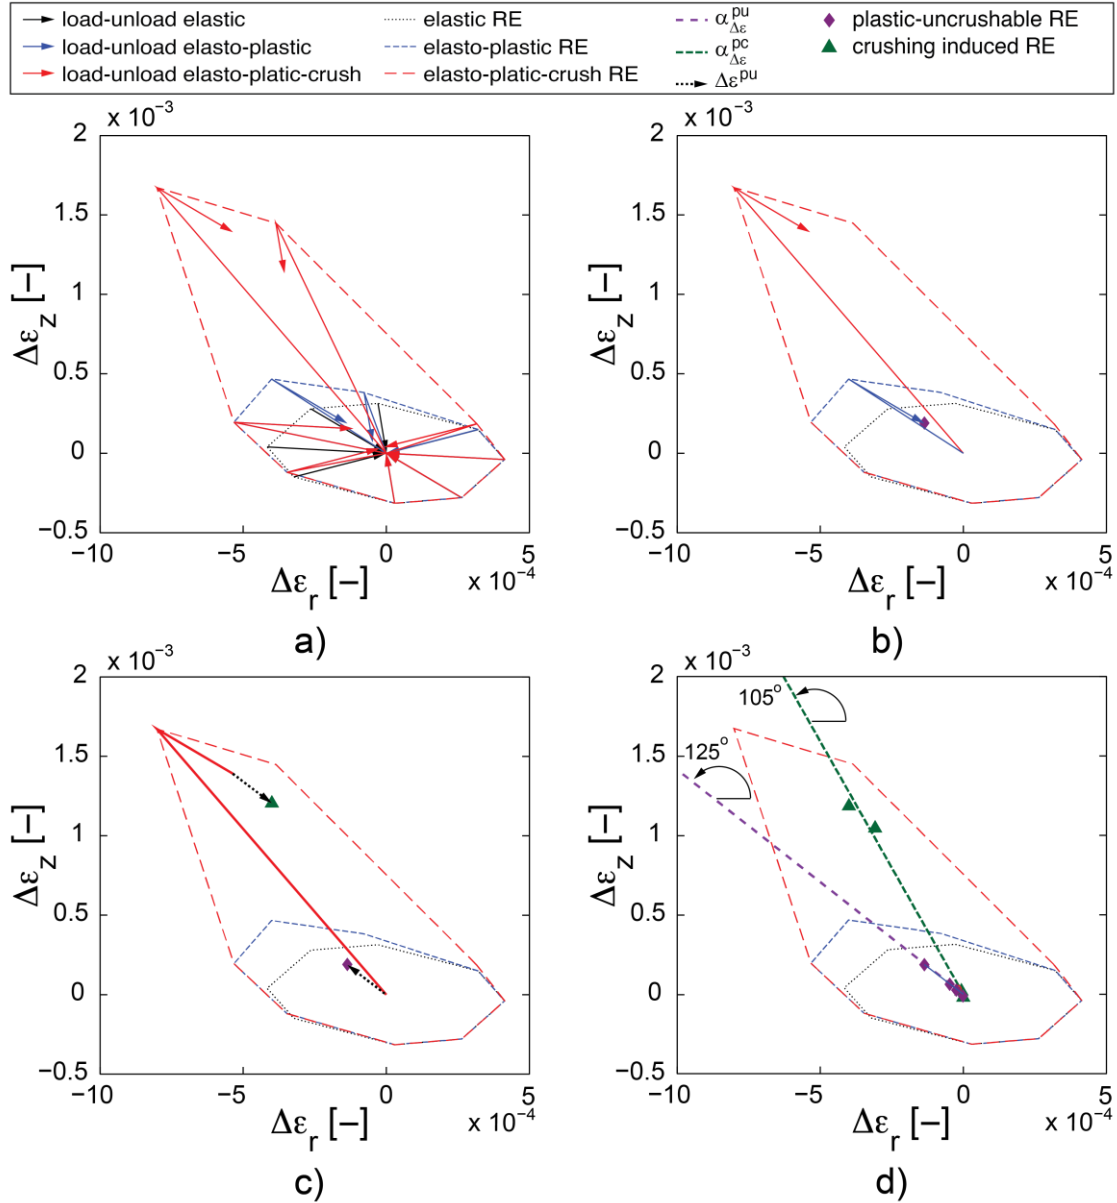 load-unload elastic
load-unload elasto-plastic
load-unload elasto-platic-crush
elastic RE
elasto-plastic RE
elasto-platic-crush RE
α_Δε^pu
α_Δε^pc
Δε^pu
plastic-uncrushable RE
crushing induced RE
x 10⁻³
2
1.5
1
0.5
0
−0.5
−10 −5 0 5
x 10⁻⁴
Δε_z [−]
Δε_r [−]
a)
x 10⁻³
2
1.5
1
0.5
0
−0.5
−10 −5 0 5
x 10⁻⁴
Δε_z [−]
Δε_r [−]
b)
x 10⁻³
2
1.5
1
0.5
0
−0.5
−10 −5 0 5
x 10⁻⁴
Δε_z [−]
Δε_r [−]
c)
x 10⁻³
2
1.5
1
0.5
0
−0.5
−10 −5 0 5
x 10⁻⁴
105°
125°
Δε_z [−]
Δε_r [−]
d)